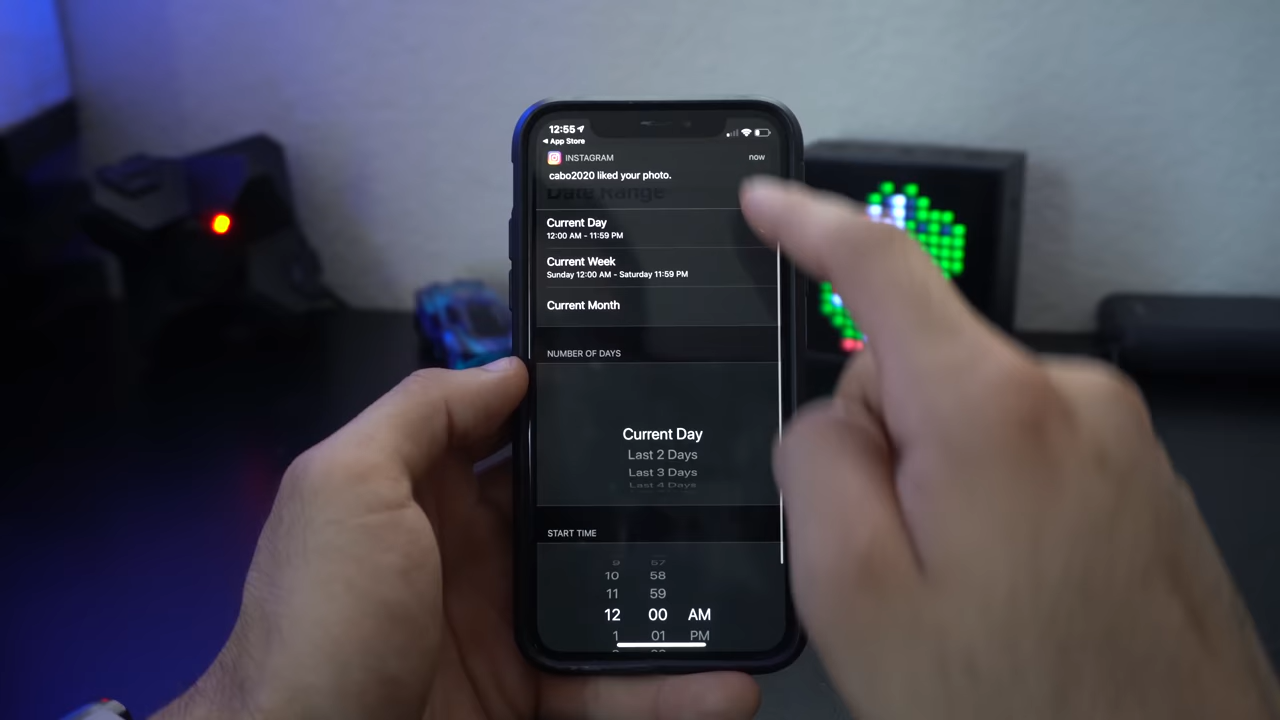 12:55
App Store
INSTAGRAM
now
cabo2020 liked your photo.
Date Range
Current Day
12:00 AM - 11:59 PM
Current Week
Sunday 12:00 AM - Saturday 11:59 PM
Current Month
NUMBER OF DAYS
Current Day
Last 2 Days
Last 3 Days
Last 4 Days
START TIME
9 57
10 58
11 59
12 00 AM
1 01 PM